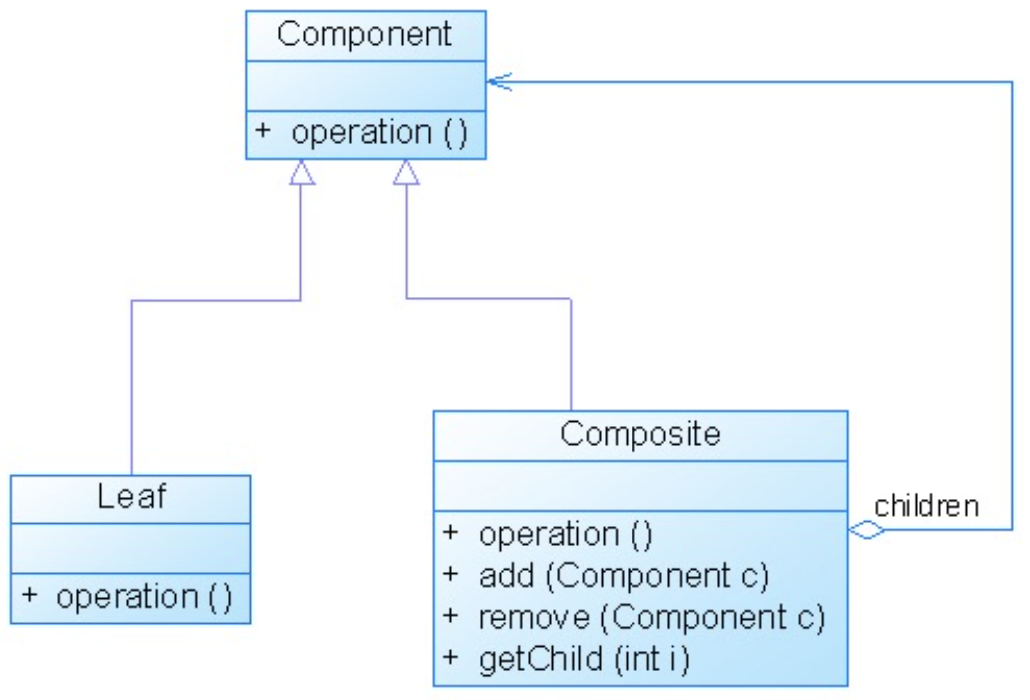 Component
+ operation ()
Leaf
+ operation ()
Composite
+ operation ()
+ add (Component c)
+ remove (Component c)
+ getChild (int i)
children